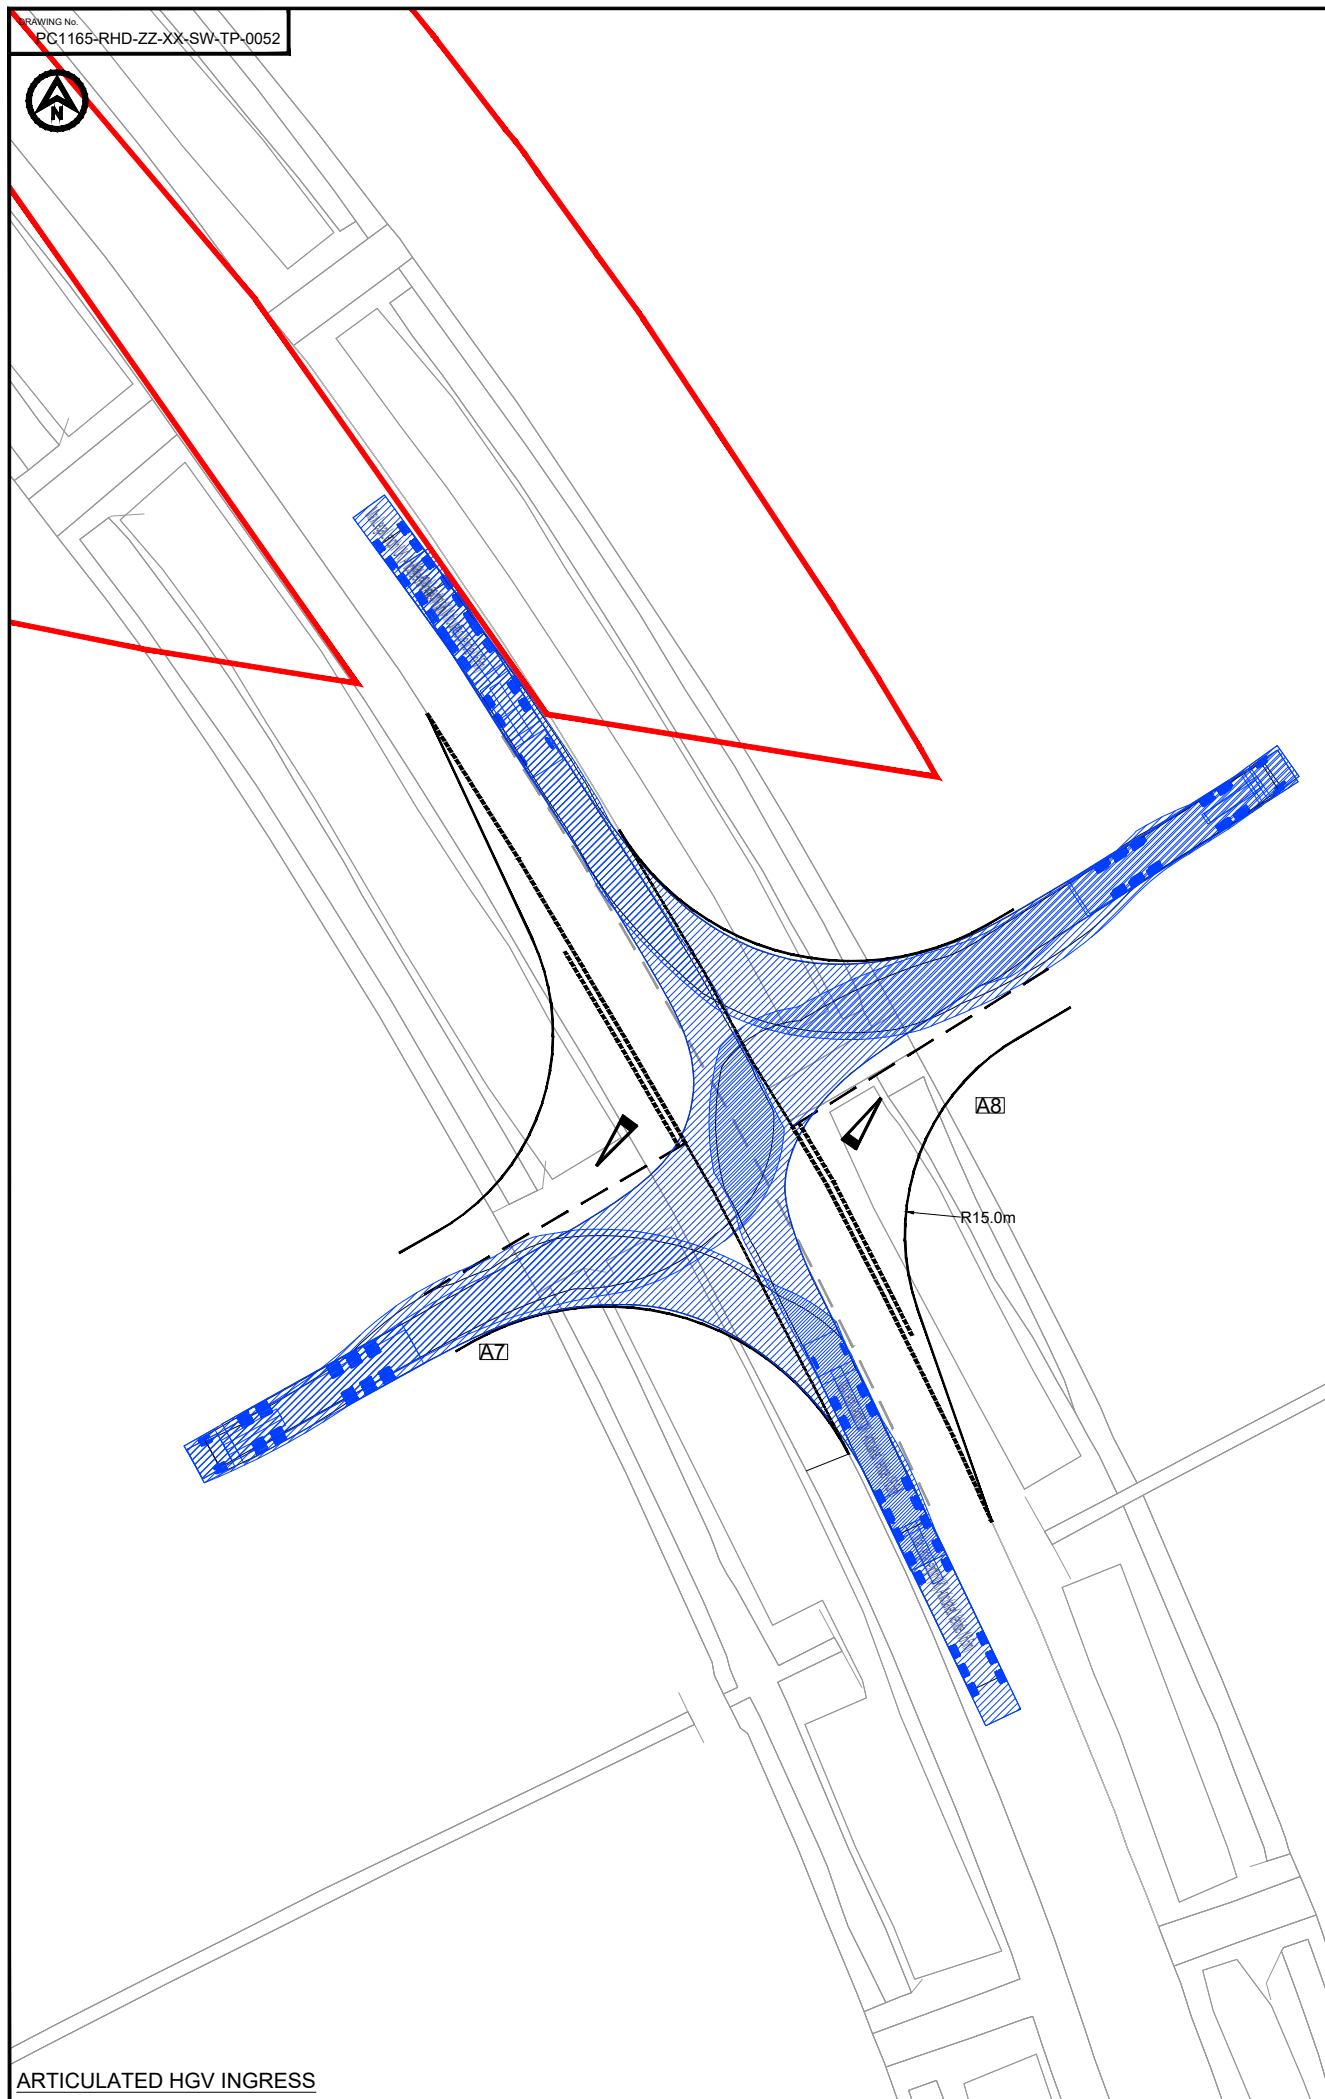 DRAWING No.
PC1165-RHD-ZZ-XX-SW-TP-0052
N
A8
R15.0m
A7
ARTICULATED HGV INGRESS